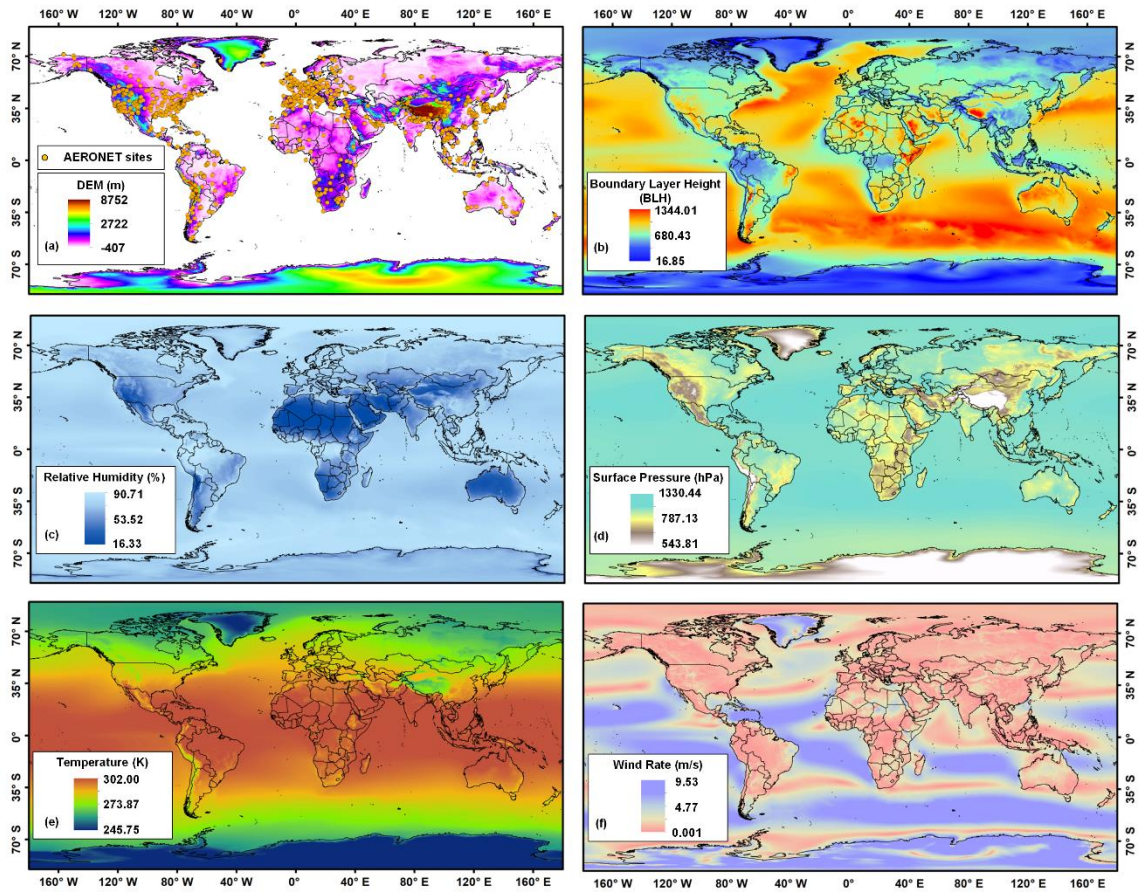 160° W 120° W 80° W 40° W 0° 40° E 80° E 120° E 160° E
160° W 120° W 80° W 40° W 0° 40° E 80° E 120° E 160° E
70° N
35° N
0°
35° S
70° S
AERONET sites
DEM (m)
8752
2722
-407
(a)
Boundary Layer Height
(BLH)
1344.01
680.43
16.85
(b)
70° N
35° N
0°
35° S
70° S
70° N
35° N
0°
35° S
70° S
Relative Humidity (%)
90.71
53.52
16.33
(c)
Surface Pressure (hPa)
1330.44
787.13
543.81
(d)
70° N
35° N
0°
35° S
70° S
70° N
35° N
0°
35° S
70° S
Temperature (K)
302.00
273.87
245.75
(e)
Wind Rate (m/s)
9.53
4.77
0.001
(f)
70° N
35° N
0°
35° S
70° S
160° W 120° W 80° W 40° W 0° 40° E 80° E 120° E 160° E
160° W 120° W 80° W 40° W 0° 40° E 80° E 120° E 160° E